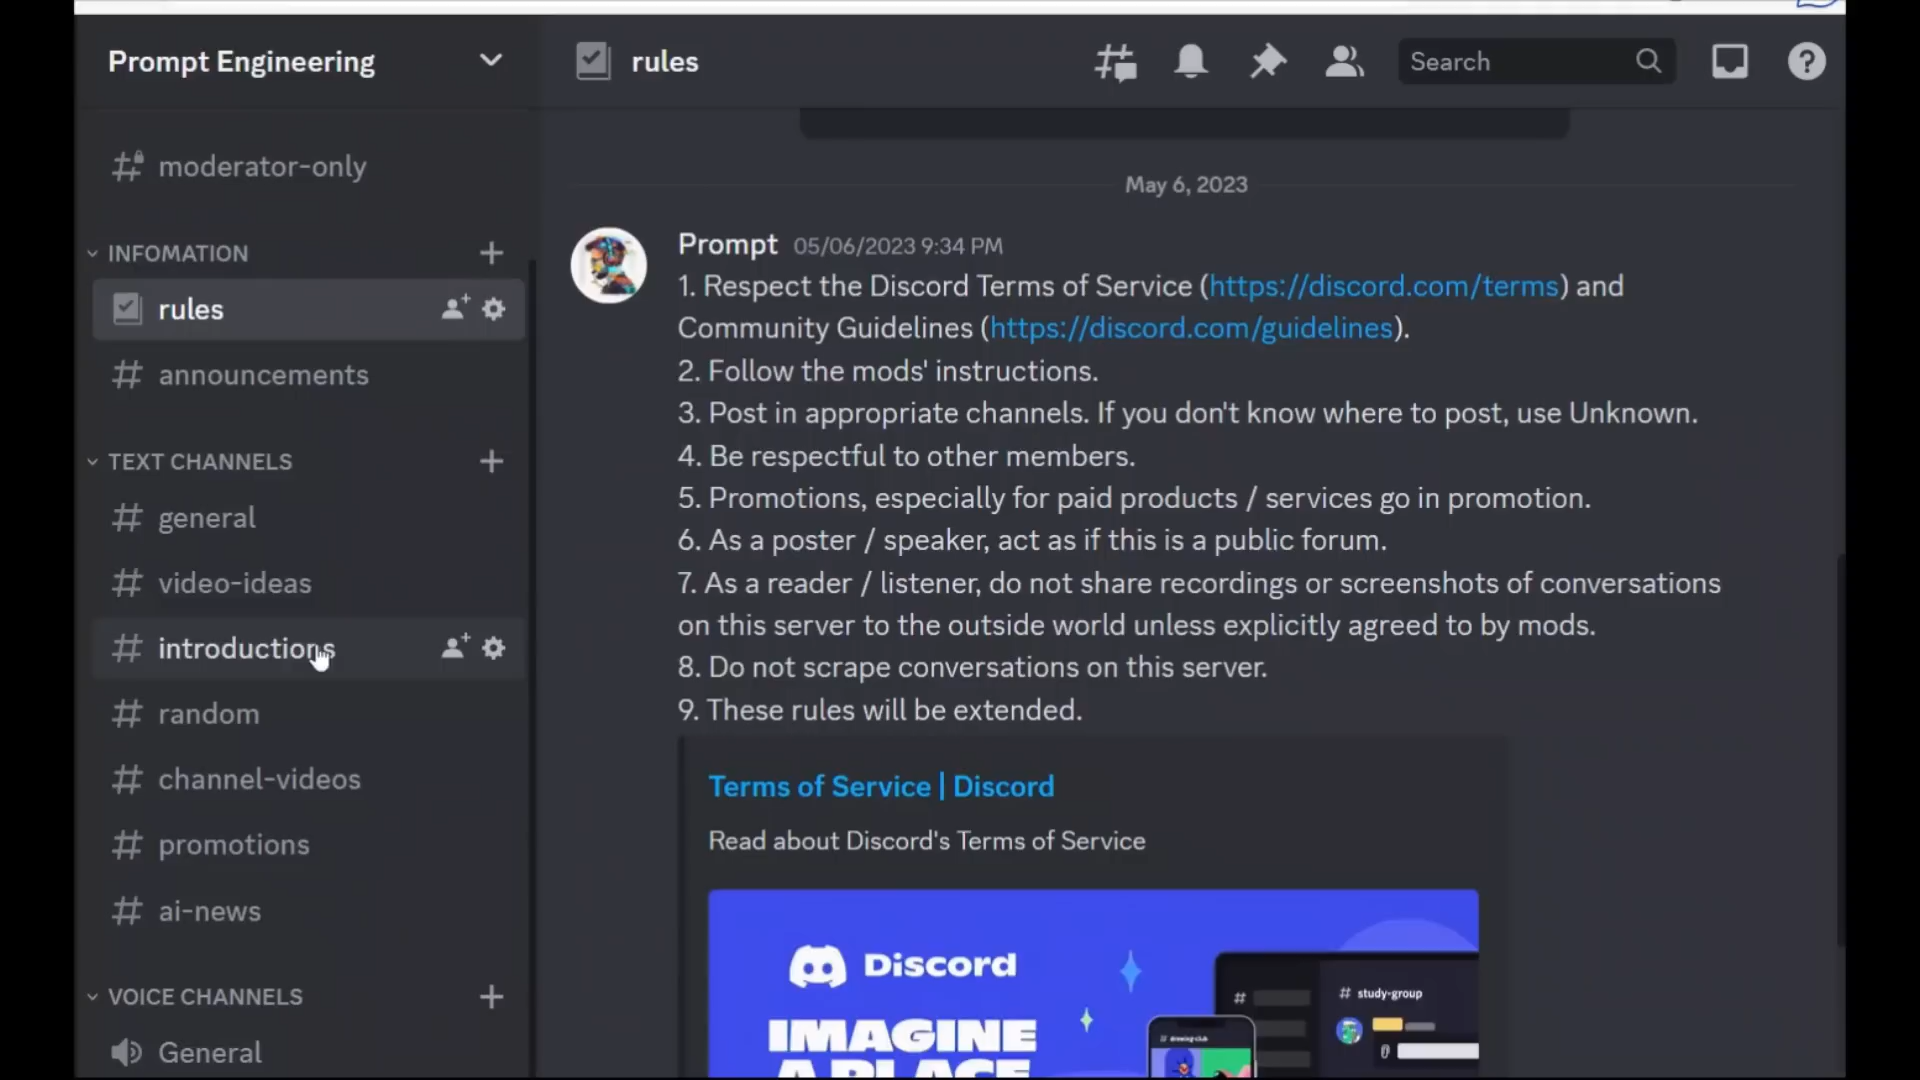 Prompt Engineering
moderator-only
INFOMATION
rules
announcements
TEXT CHANNELS
general
video-ideas
introductions
random
channel-videos
promotions
ai-news
VOICE CHANNELS
General
rules
Search
May 6, 2023
Prompt 05/06/2023 9:34 PM
1. Respect the Discord Terms of Service (https://discord.com/terms) and
Community Guidelines (https://discord.com/guidelines).
2. Follow the mods' instructions.
3. Post in appropriate channels. If you don't know where to post, use Unknown.
4. Be respectful to other members.
5. Promotions, especially for paid products / services go in promotion.
6. As a poster / speaker, act as if this is a public forum.
7. As a reader / listener, do not share recordings or screenshots of conversations
on this server to the outside world unless explicitly agreed to by mods.
8. Do not scrape conversations on this server.
9. These rules will be extended.
Terms of Service | Discord
Read about Discord's Terms of Service
Discord
# study-group
IMAGINE
A PLACE